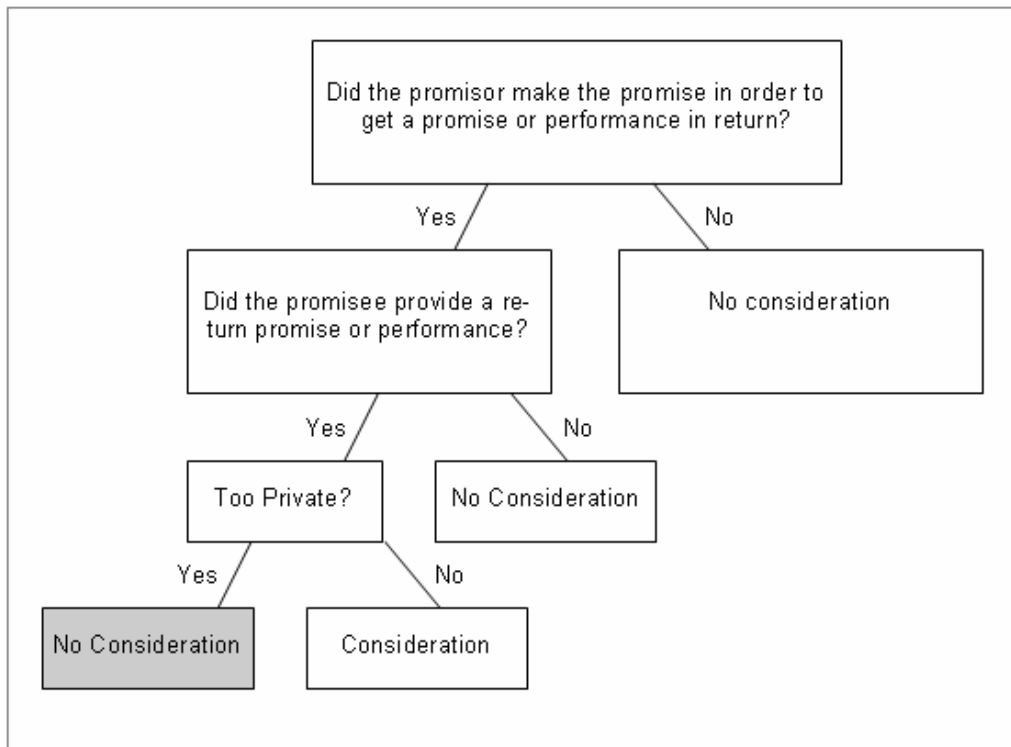 Did the promisor make the promise in order to
get a promise or performance in return?
Yes
No
Did the promisee provide a re-
turn promise or performance?
No consideration
Yes
No
Too Private?
No Consideration
Yes
No
No Consideration
Consideration